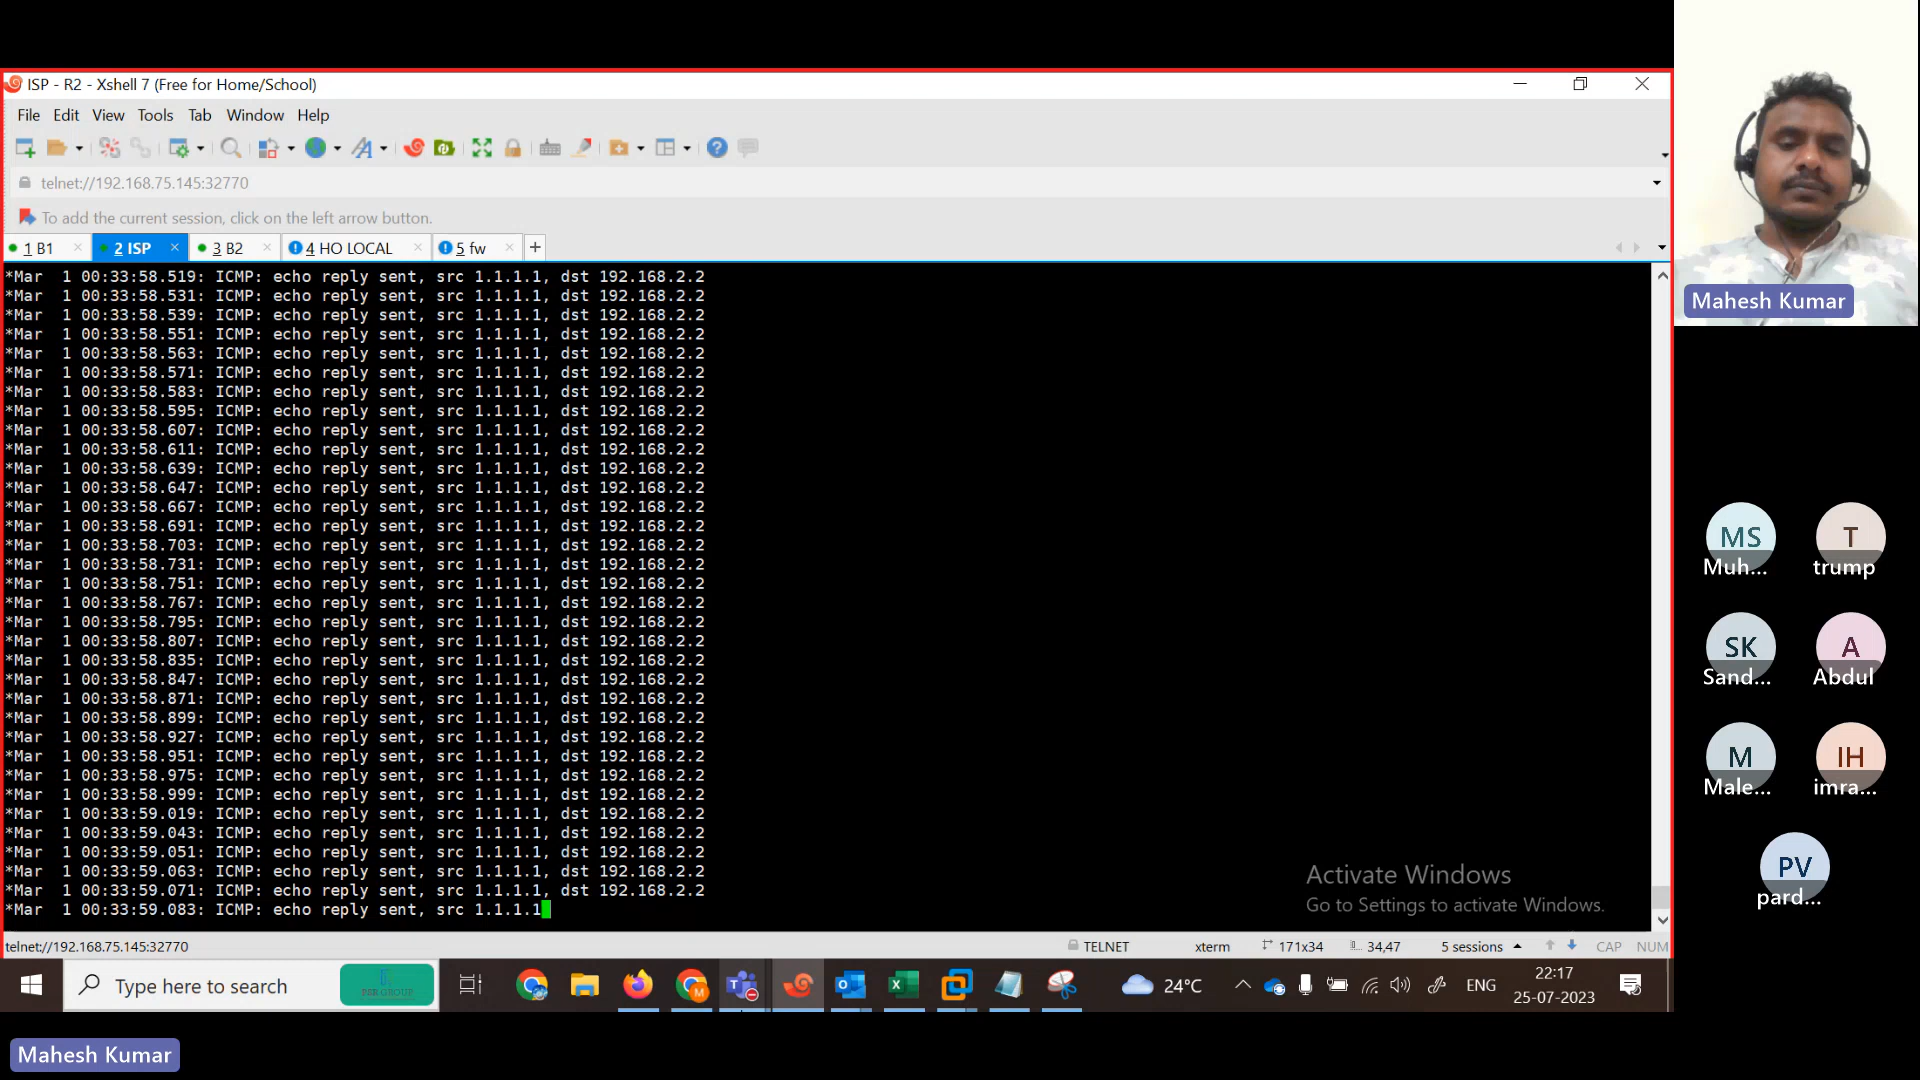 ISP - R2 - Xshell 7 (Free for Home/School)
File Edit View Tools Tab Window Help
telnet://192.168.75.145:32770
To add the current session, click on the left arrow button.
1 B1 2 ISP 3 B2 4 HO LOCAL 5 fw
*Mar  1 00:33:58.519: ICMP: echo reply sent, src 1.1.1.1, dst 192.168.2.2
*Mar  1 00:33:58.531: ICMP: echo reply sent, src 1.1.1.1, dst 192.168.2.2
*Mar  1 00:33:58.539: ICMP: echo reply sent, src 1.1.1.1, dst 192.168.2.2
*Mar  1 00:33:58.551: ICMP: echo reply sent, src 1.1.1.1, dst 192.168.2.2
*Mar  1 00:33:58.563: ICMP: echo reply sent, src 1.1.1.1, dst 192.168.2.2
*Mar  1 00:33:58.571: ICMP: echo reply sent, src 1.1.1.1, dst 192.168.2.2
*Mar  1 00:33:58.583: ICMP: echo reply sent, src 1.1.1.1, dst 192.168.2.2
*Mar  1 00:33:58.595: ICMP: echo reply sent, src 1.1.1.1, dst 192.168.2.2
*Mar  1 00:33:58.607: ICMP: echo reply sent, src 1.1.1.1, dst 192.168.2.2
*Mar  1 00:33:58.611: ICMP: echo reply sent, src 1.1.1.1, dst 192.168.2.2
*Mar  1 00:33:58.639: ICMP: echo reply sent, src 1.1.1.1, dst 192.168.2.2
*Mar  1 00:33:58.647: ICMP: echo reply sent, src 1.1.1.1, dst 192.168.2.2
*Mar  1 00:33:58.667: ICMP: echo reply sent, src 1.1.1.1, dst 192.168.2.2
*Mar  1 00:33:58.691: ICMP: echo reply sent, src 1.1.1.1, dst 192.168.2.2
*Mar  1 00:33:58.703: ICMP: echo reply sent, src 1.1.1.1, dst 192.168.2.2
*Mar  1 00:33:58.731: ICMP: echo reply sent, src 1.1.1.1, dst 192.168.2.2
*Mar  1 00:33:58.751: ICMP: echo reply sent, src 1.1.1.1, dst 192.168.2.2
*Mar  1 00:33:58.767: ICMP: echo reply sent, src 1.1.1.1, dst 192.168.2.2
*Mar  1 00:33:58.795: ICMP: echo reply sent, src 1.1.1.1, dst 192.168.2.2
*Mar  1 00:33:58.807: ICMP: echo reply sent, src 1.1.1.1, dst 192.168.2.2
*Mar  1 00:33:58.835: ICMP: echo reply sent, src 1.1.1.1, dst 192.168.2.2
*Mar  1 00:33:58.847: ICMP: echo reply sent, src 1.1.1.1, dst 192.168.2.2
*Mar  1 00:33:58.871: ICMP: echo reply sent, src 1.1.1.1, dst 192.168.2.2
*Mar  1 00:33:58.899: ICMP: echo reply sent, src 1.1.1.1, dst 192.168.2.2
*Mar  1 00:33:58.927: ICMP: echo reply sent, src 1.1.1.1, dst 192.168.2.2
*Mar  1 00:33:58.951: ICMP: echo reply sent, src 1.1.1.1, dst 192.168.2.2
*Mar  1 00:33:58.975: ICMP: echo reply sent, src 1.1.1.1, dst 192.168.2.2
*Mar  1 00:33:58.999: ICMP: echo reply sent, src 1.1.1.1, dst 192.168.2.2
*Mar  1 00:33:59.019: ICMP: echo reply sent, src 1.1.1.1, dst 192.168.2.2
*Mar  1 00:33:59.043: ICMP: echo reply sent, src 1.1.1.1, dst 192.168.2.2
*Mar  1 00:33:59.051: ICMP: echo reply sent, src 1.1.1.1, dst 192.168.2.2
*Mar  1 00:33:59.063: ICMP: echo reply sent, src 1.1.1.1, dst 192.168.2.2
*Mar  1 00:33:59.071: ICMP: echo reply sent, src 1.1.1.1, dst 192.168.2.2
*Mar  1 00:33:59.083: ICMP: echo reply sent, src 1.1.1.1
Activate Windows
Go to Settings to activate Windows.
telnet://192.168.75.145:32770 TELNET xterm 171x34 34,47 5 sessions CAP NUM
Type here to search 24°C ENG 22:17
25-07-2023
Mahesh Kumar
Mahesh Kumar
MS T
Muh... trump
SK A
Sand... Abdul
M IH
Male... imra...
PV
pard...